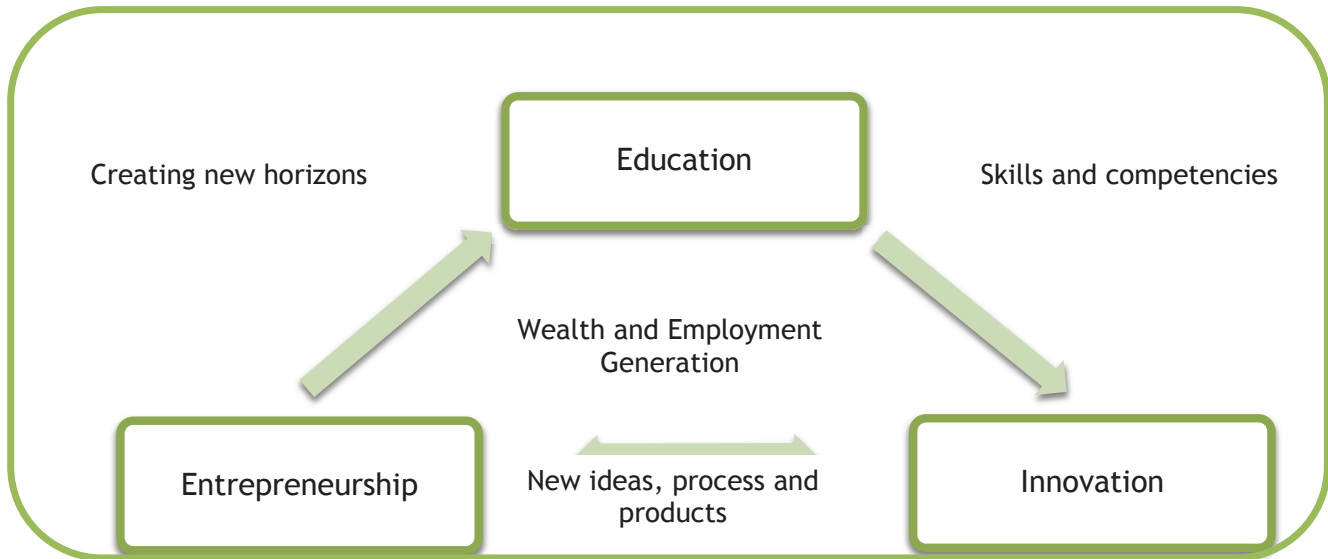 Education
Creating new horizons
Skills and competencies
Wealth and Employment
Generation
Entrepreneurship
New ideas, process and
products
Innovation